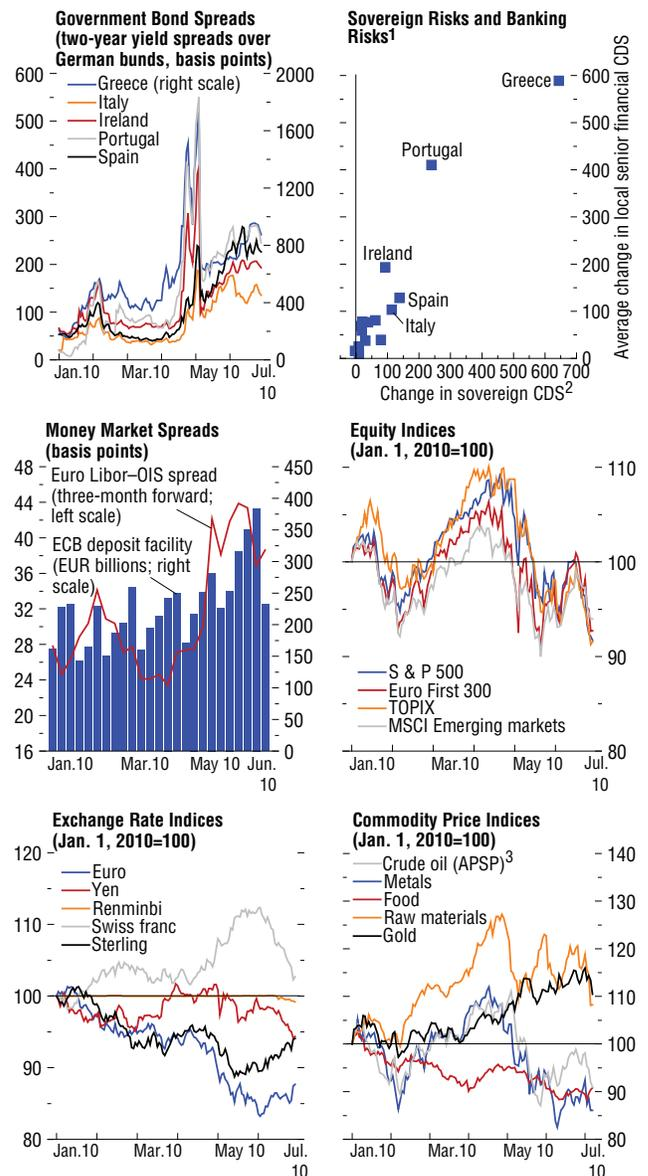 Government Bond Spreads
(two-year yield spreads over
German bunds, basis points)
600
500
400
300
200
100
0
2000
1600
1200
800
400
0
Greece (right scale)
Italy
Ireland
Portugal
Spain
Jan.10
Mar.10
May 10
Jul.
10
Sovereign Risks and Banking
Risks1
Greece
Portugal
Ireland
Spain
Italy
600
500
400
300
200
100
0
Average change in local senior financial CDS
0 100 200 300 400 500 600 700
Change in sovereign CDS2
Money Market Spreads
(basis points)
48
44
40
36
32
28
24
20
16
450
400
350
300
250
200
150
100
50
0
Euro Libor–OIS spread
(three-month forward;
left scale)
ECB deposit facility
(EUR billions; right
scale)
Jan.10
Mar.10
May 10
Jun.
10
Equity Indices
(Jan. 1, 2010=100)
110
100
90
80
S & P 500
Euro First 300
TOPIX
MSCI Emerging markets
Jan.10
Mar.10
May 10
Jul.
10
Exchange Rate Indices
(Jan. 1, 2010=100)
120
110
100
90
80
Euro
Yen
Renminbi
Swiss franc
Sterling
Jan.10
Mar.10
May 10
Jul.
10
Commodity Price Indices
(Jan. 1, 2010=100)
Crude oil (APSP)3
Metals
Food
Raw materials
Gold
140
130
120
110
100
90
80
Jan.10
Mar.10
May 10
Jul.
10